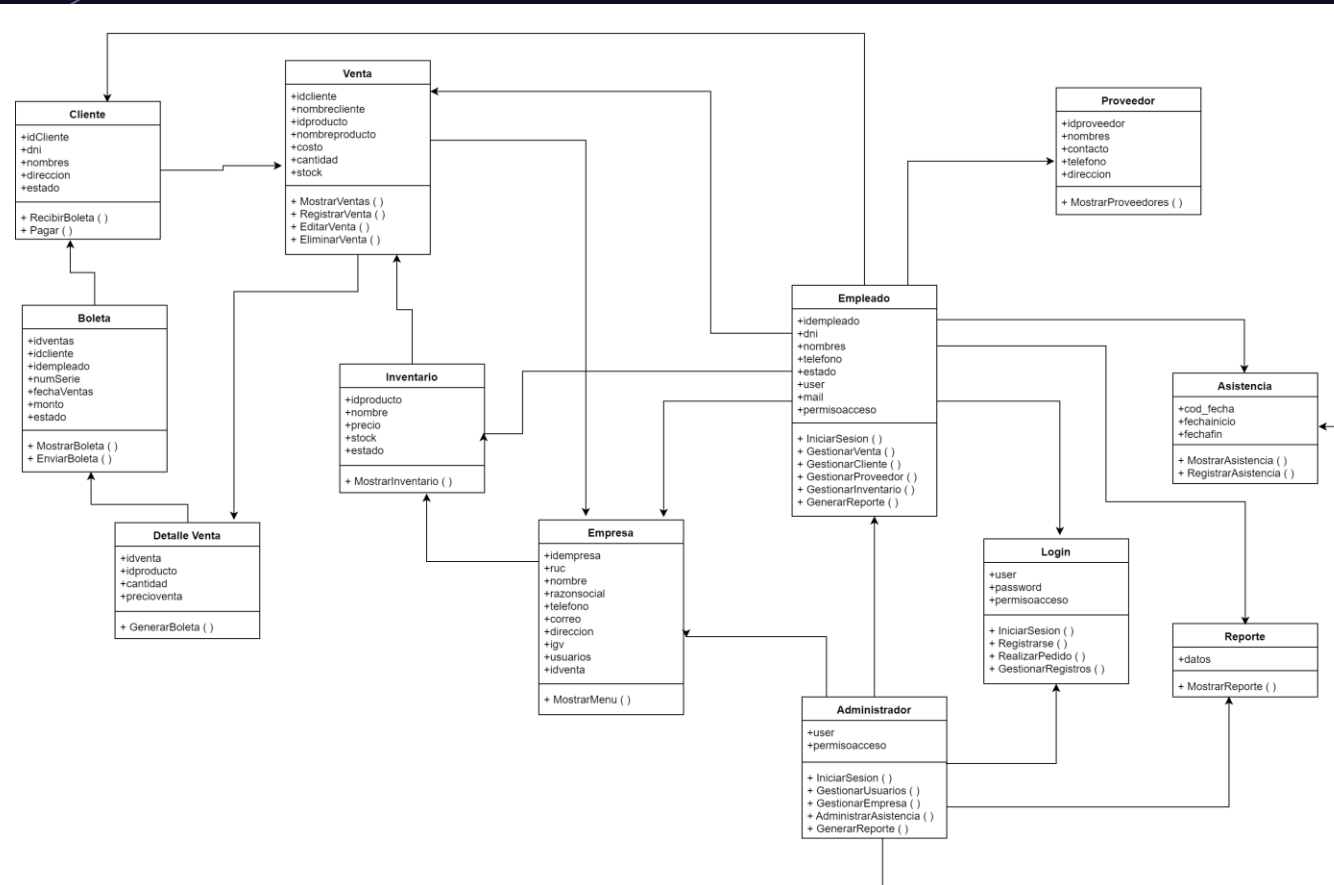 Venta
+idcliente
+nombrecliente
+idproducto
+nombreproducto
+costo
+cantidad
+stock
+ MostrarVentas ( )
+ RegistrarVenta ( )
+ EditarVenta ( )
+ EliminarVenta ( )
Cliente
+idCliente
+dni
+nombres
+direccion
+estado
+ RecibirBoleta ( )
+ Pagar ( )
Proveedor
+idproveedor
+nombres
+contacto
+telefono
+direccion
+ MostrarProveedores ( )
Boleta
+idventas
+idcliente
+idempleado
+numSerie
+fechaVentas
+monto
+estado
+ MostrarBoleta ( )
+ EnviarBoleta ( )
Inventario
+idproducto
+nombre
+precio
+stock
+estado
+ MostrarInventario ( )
Empleado
+idempleado
+dni
+nombres
+telefono
+estado
+user
+mail
+permisoacceso
+ IniciarSesion ( )
+ GestionarVenta ( )
+ GestionarCliente ( )
+ GestionarProveedor ( )
+ GestionarInventario ( )
+ GenerarReporte ( )
Asistencia
+cod_fecha
+fechainicio
+fechafin
+ MostrarAsistencia ( )
+ RegistrarAsistencia ( )
Detalle Venta
+idventa
+idproducto
+cantidad
+precioventa
+ GenerarBoleta ( )
Empresa
+idempresa
+ruc
+nombre
+razonsocial
+telefono
+correo
+direccion
+igv
+usuarios
+idventa
+ MostrarMenu ( )
Login
+user
+password
+permisoacceso
+ IniciarSesion ( )
+ Registrarse ( )
+ RealizarPedido ( )
+ GestionarRegistros ( )
Reporte
+datos
+ MostrarReporte ( )
Administrador
+user
+permisoacceso
+ IniciarSesion ( )
+ GestionarUsuarios ( )
+ GestionarEmpresa ( )
+ AdministrarAsistencia ( )
+ GenerarReporte ( )